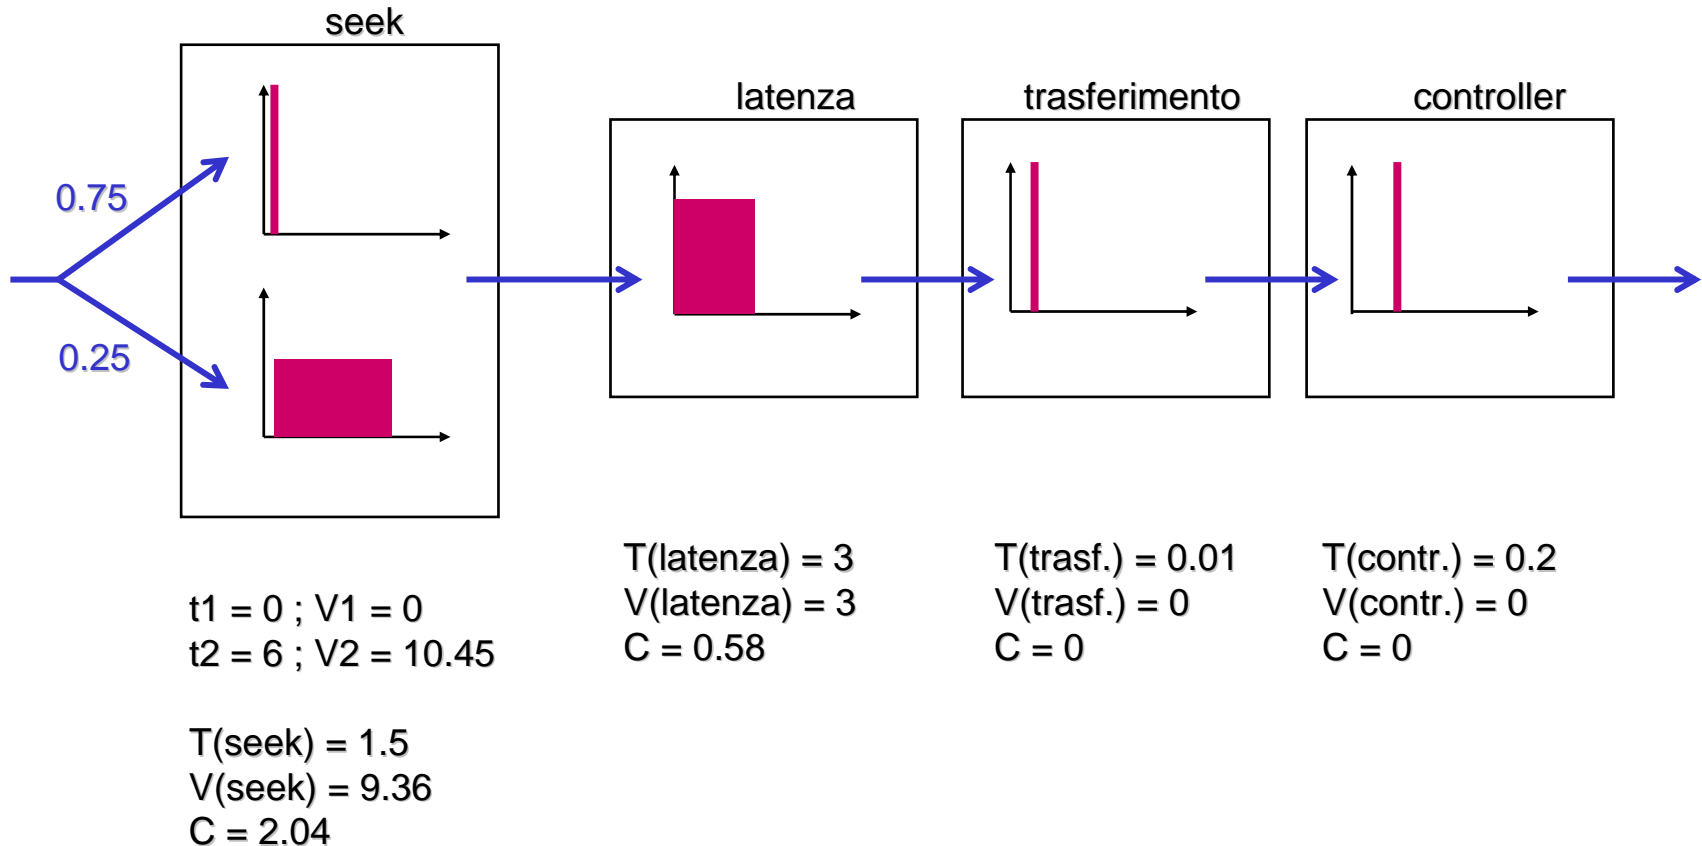 seek
latenza
trasferimento
controller
0.75
0.25
t1 = 0 ; V1 = 0
t2 = 6 ; V2 = 10.45
T(seek) = 1.5
V(seek) = 9.36
C = 2.04
T(latenza) = 3
V(latenza) = 3
C = 0.58
T(trasf.) = 0.01
V(trasf.) = 0
C = 0
T(contr.) = 0.2
V(contr.) = 0
C = 0